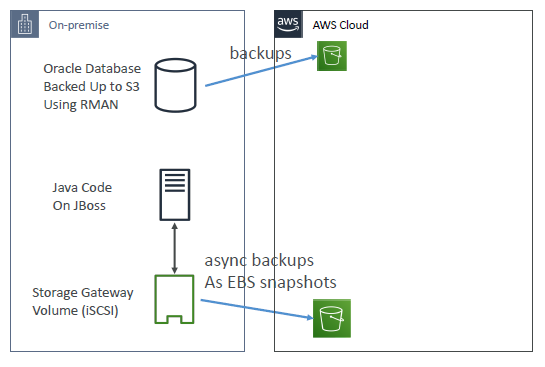 On-premise
aws
AWS Cloud
backups
Oracle Database
Backed Up to S3
Using RMAN
Java Code
On JBoss
async backups
As EBS snapshots
Storage Gateway
Volume (iSCSI)